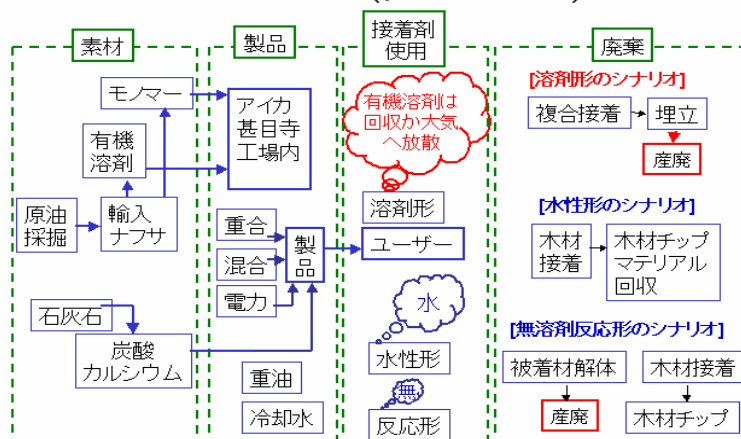 素材
モノマー
有機
溶剤
原油
採掘
輸入
ナフサ
石灰石
炭酸
カルシウム
製品
アイカ
甚目寺
工場内
重合
混合
電力
製品
重油
冷却水
接着剤
使用
有機溶剤は
回収か大気
へ放散
溶剤形
ユーザー
水
水性形
無
反応形
廃棄
[溶剤形のシナリオ]
複合接着
埋立
産廃
[水性形のシナリオ]
木材
接着
木材チップ
マテリアル
回収
[無溶剤反応形のシナリオ]
被着材解体
木材接着
産廃
木材チップ